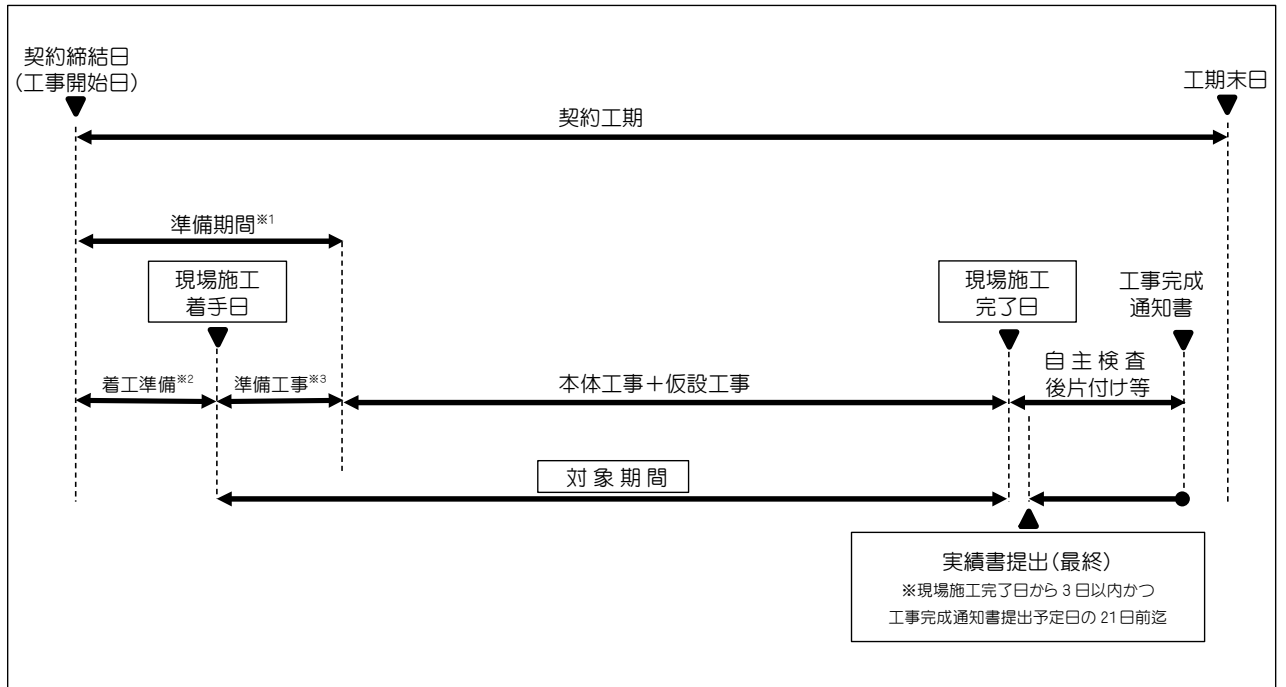 契約締結日
(工事開始日)
工期末日
契約工期
準備期間※1
現場施工
着手日
現場施工
完了日
工事完成
通知書
着工準備※2
準備工事※3
本体工事＋仮設工事
自主検査
後片付け等
対象期間
実績書提出(最終)
※現場施工完了日から3日以内かつ
工事完成通知書提出予定日の21日前迄